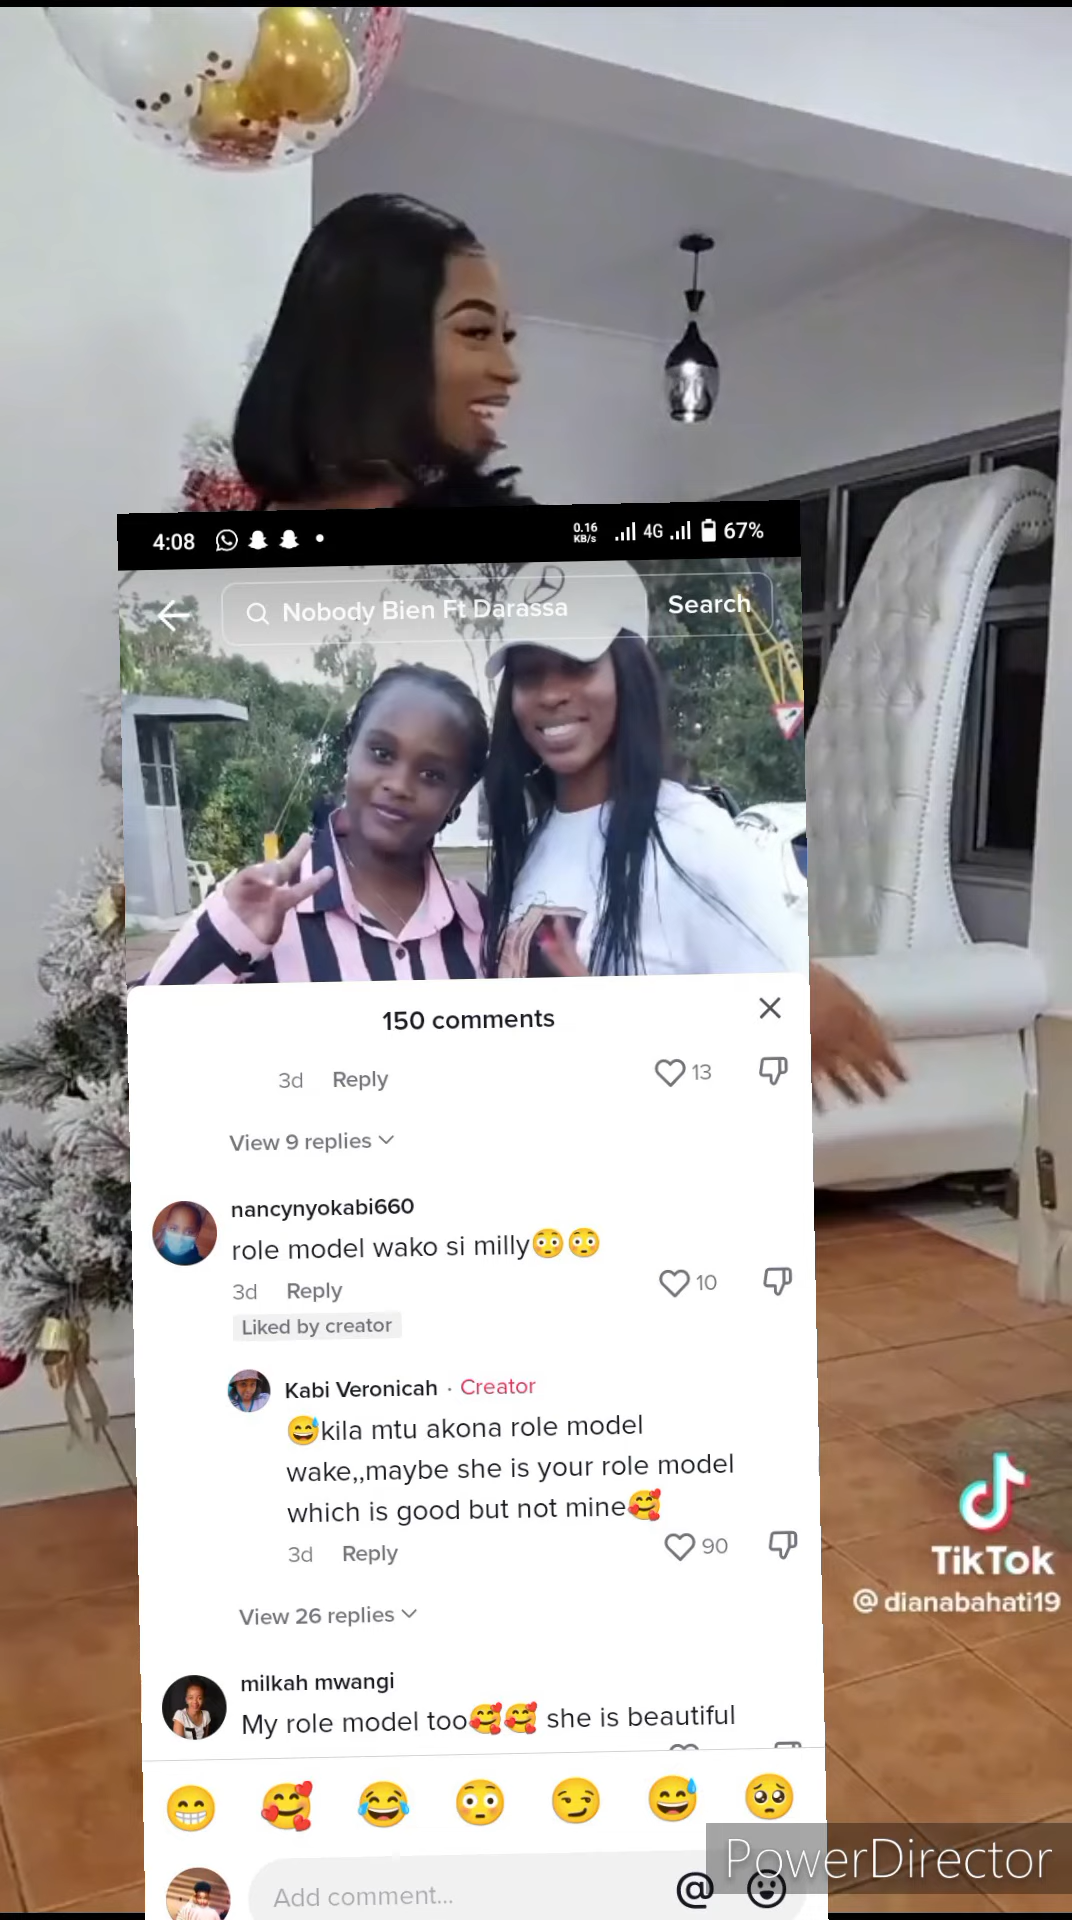 4:08 0.16 KB/s 4G 67%
Nobody Bien Ft Darassa Search
150 comments
3d Reply 13
View 9 replies
nancynyokabi660
role model wako si milly😳😳
3d Reply 10
Liked by creator
Kabi Veronicah · Creator
😅kila mtu akona role model
wake,,maybe she is your role model
which is good but not mine🥰
3d Reply 90
View 26 replies
milkah mwangi
My role model too🥰🥰 she is beautiful
😁🥰😂😳😏😅🥺
Add comment... @
TikTok
@dianabahati19
PowerDirector